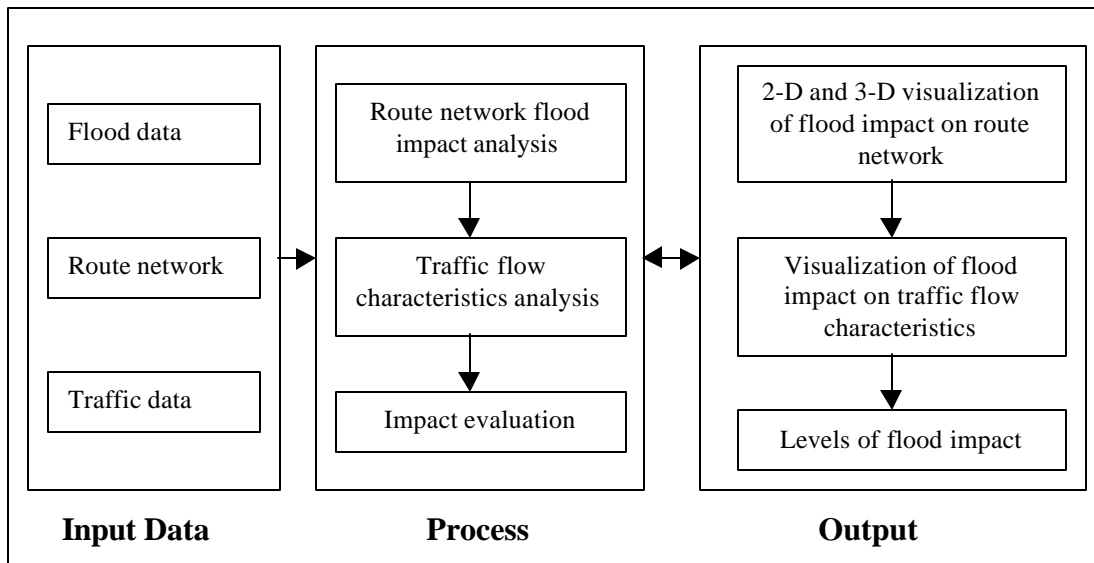 Flood data
Route network
Traffic data
Input Data
Route network flood
impact analysis
Traffic flow
characteristics analysis
Impact evaluation
Process
2-D and 3-D visualization
of flood impact on route
network
Visualization of flood
impact on traffic flow
characteristics
Levels of flood impact
Output